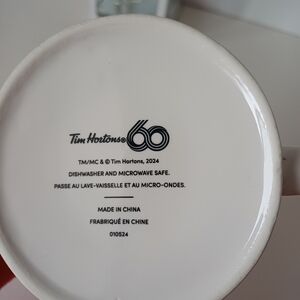 Tim Hortons® 60
TM/MC & © Tim Hortons, 2024
DISHWASHER AND MICROWAVE SAFE.
PASSE AU LAVE-VAISSELLE ET AU MICRO-ONDES.
MADE IN CHINA
FRABRIQUÉ EN CHINE
010524